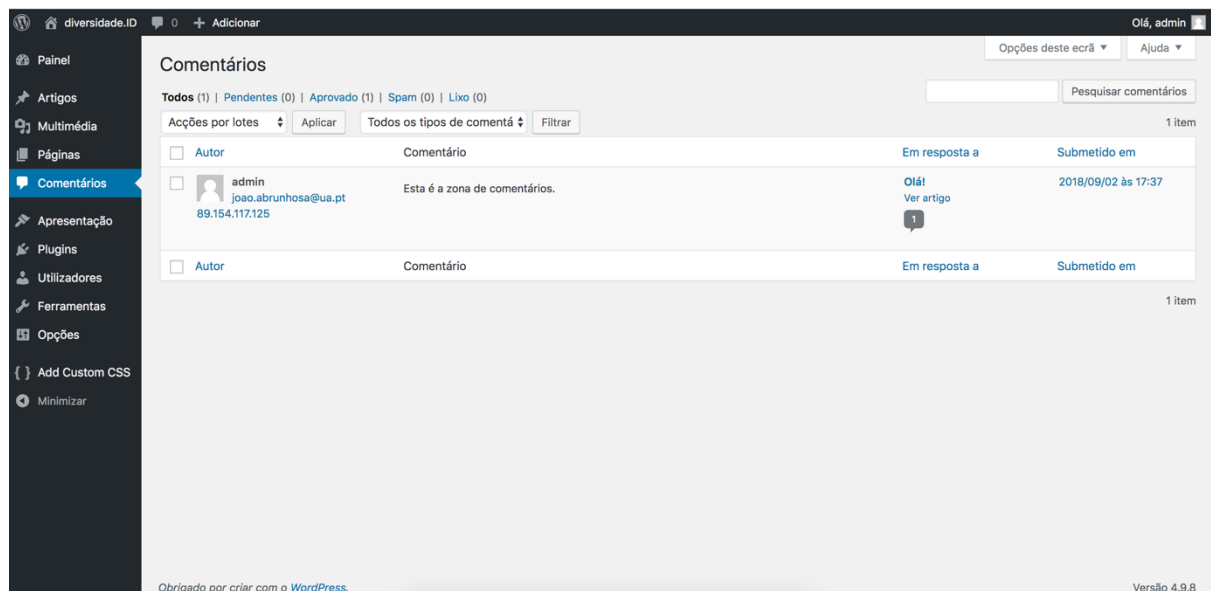 diversidade.ID 0 + Adicionar Olá, admin
Painel
Artigos
Multimédia
Páginas
Comentários
Apresentação
Plugins
Utilizadores
Ferramentas
Opções
{ } Add Custom CSS
Minimizar
Opções deste ecrã ▼ Ajuda ▼
Comentários
Todos (1) | Pendentes (0) | Aprovado (1) | Spam (0) | Lixo (0)
Pesquisar comentários
Acções por lotes Aplicar Todos os tipos de comentá Filtrar 1 item
Autor Comentário Em resposta a Submetido em
admin Esta é a zona de comentários. Olá! 2018/09/02 às 17:37
joao.abrunhosa@ua.pt Ver artigo
89.154.117.125 1
Autor Comentário Em resposta a Submetido em
1 item
Obrigado por criar com o WordPress. Versão 4.9.8